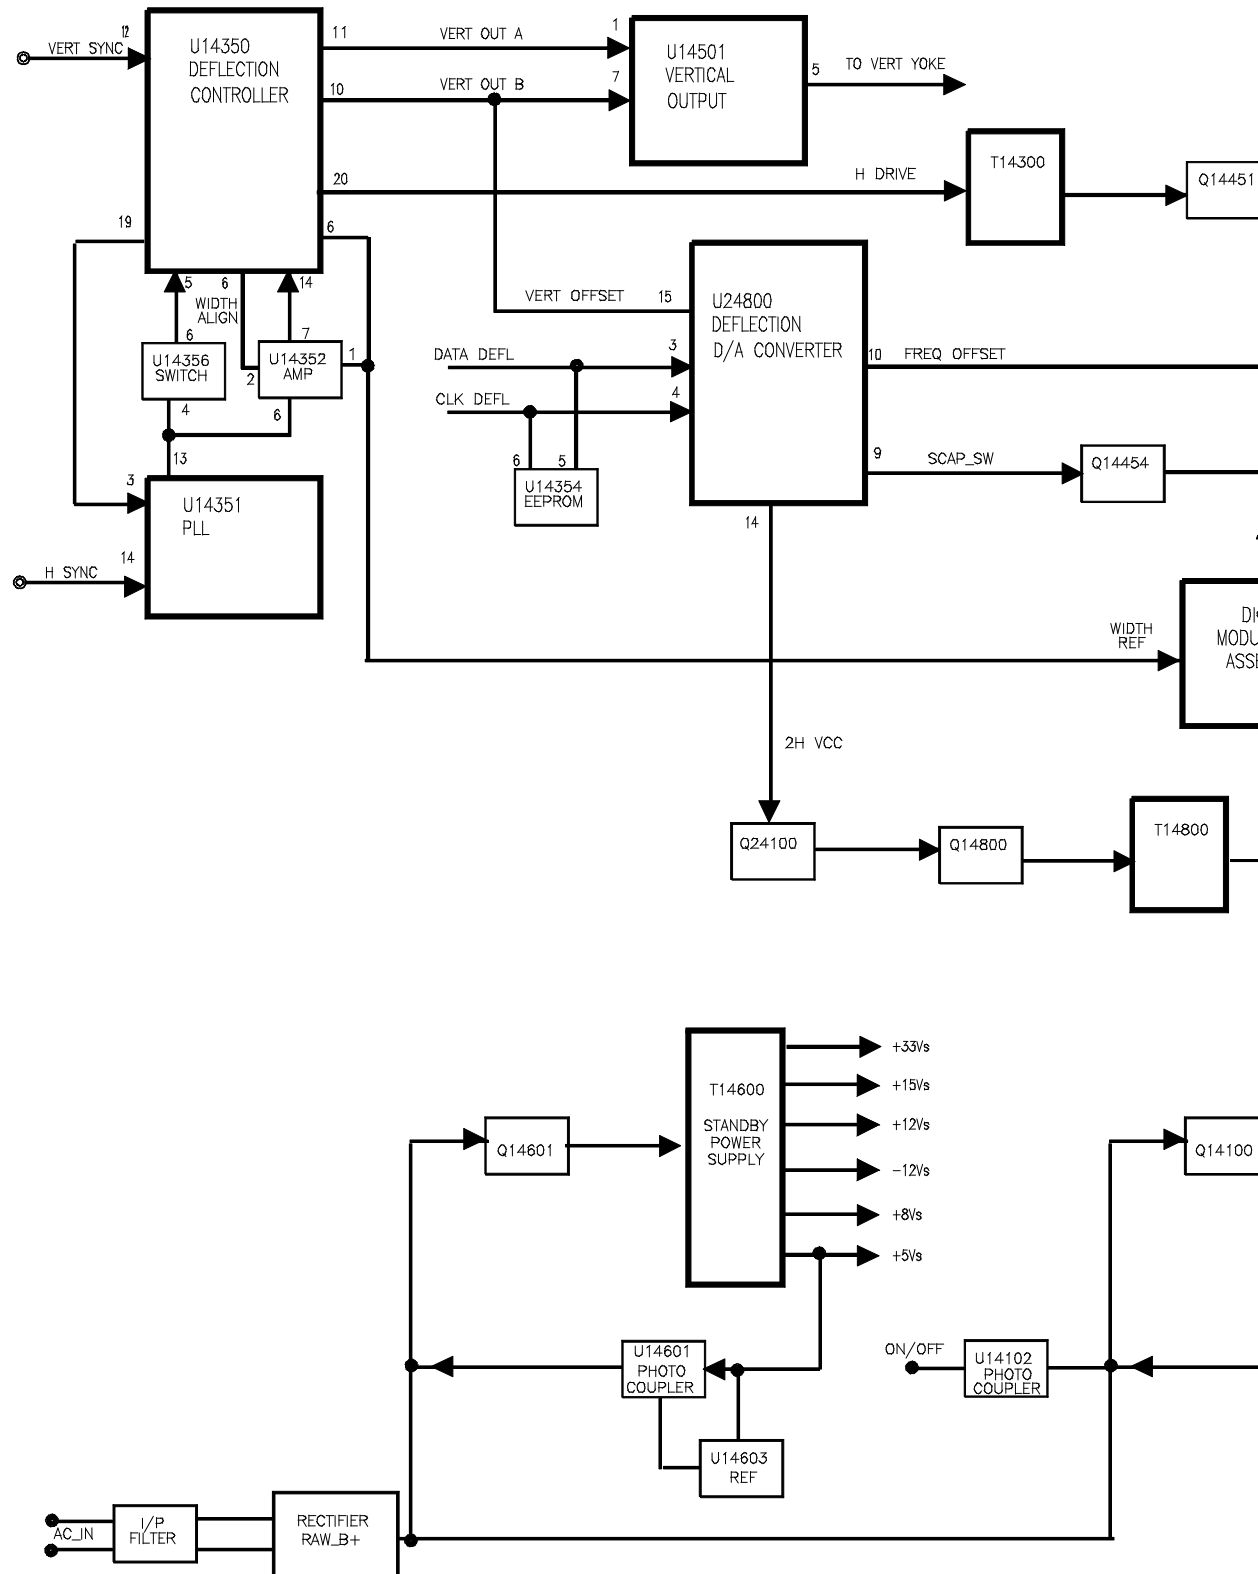 12
VERT SYNC
U14350
DEFLECTION
CONTROLLER
11
VERT OUT A
1
10
VERT OUT B
7
U14501
VERTICAL
OUTPUT
5
TO VERT YOKE
20
H DRIVE
T14300
Q14451
19
6
5
6
14
WIDTH
ALIGN
6
7
U14356
SWITCH
U14352
AMP
1
2
4
6
13
3
U14351
PLL
14
H SYNC
VERT OFFSET
15
U24800
DEFLECTION
D/A CONVERTER
DATA DEFL
3
CLK DEFL
4
10
FREQ OFFSET
6
5
U14354
EEPROM
9
SCAP_SW
Q14454
14
WIDTH
REF
DI
MODU
ASSE
2H VCC
Q24100
Q14800
T14800
T14600
STANDBY
POWER
SUPPLY
+33Vs
+15Vs
+12Vs
-12Vs
+8Vs
+5Vs
Q14601
Q14100
U14601
PHOTO
COUPLER
ON/OFF
U14102
PHOTO
COUPLER
U14603
REF
AC_IN
I/P
FILTER
RECTIFIER
RAW_B+